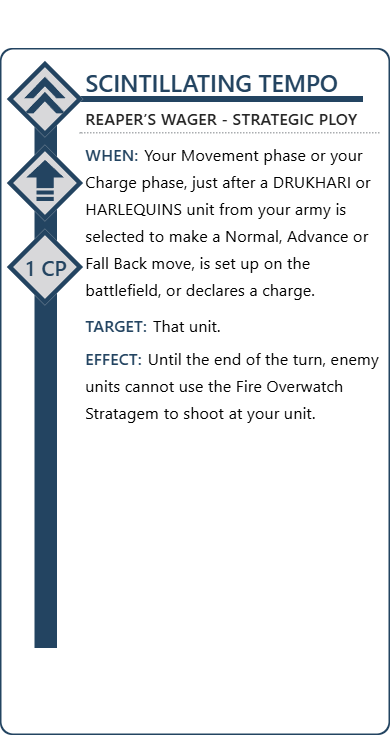 SCINTILLATING TEMPO
REAPER’S WAGER - STRATEGIC PLOY
WHEN: Your Movement phase or your
Charge phase, just after a DRUKHARI or
HARLEQUINS unit from your army is
selected to make a Normal, Advance or
Fall Back move, is set up on the
battlefield, or declares a charge.
1 CP
TARGET: That unit.
EFFECT: Until the end of the turn, enemy
units cannot use the Fire Overwatch
Stratagem to shoot at your unit.